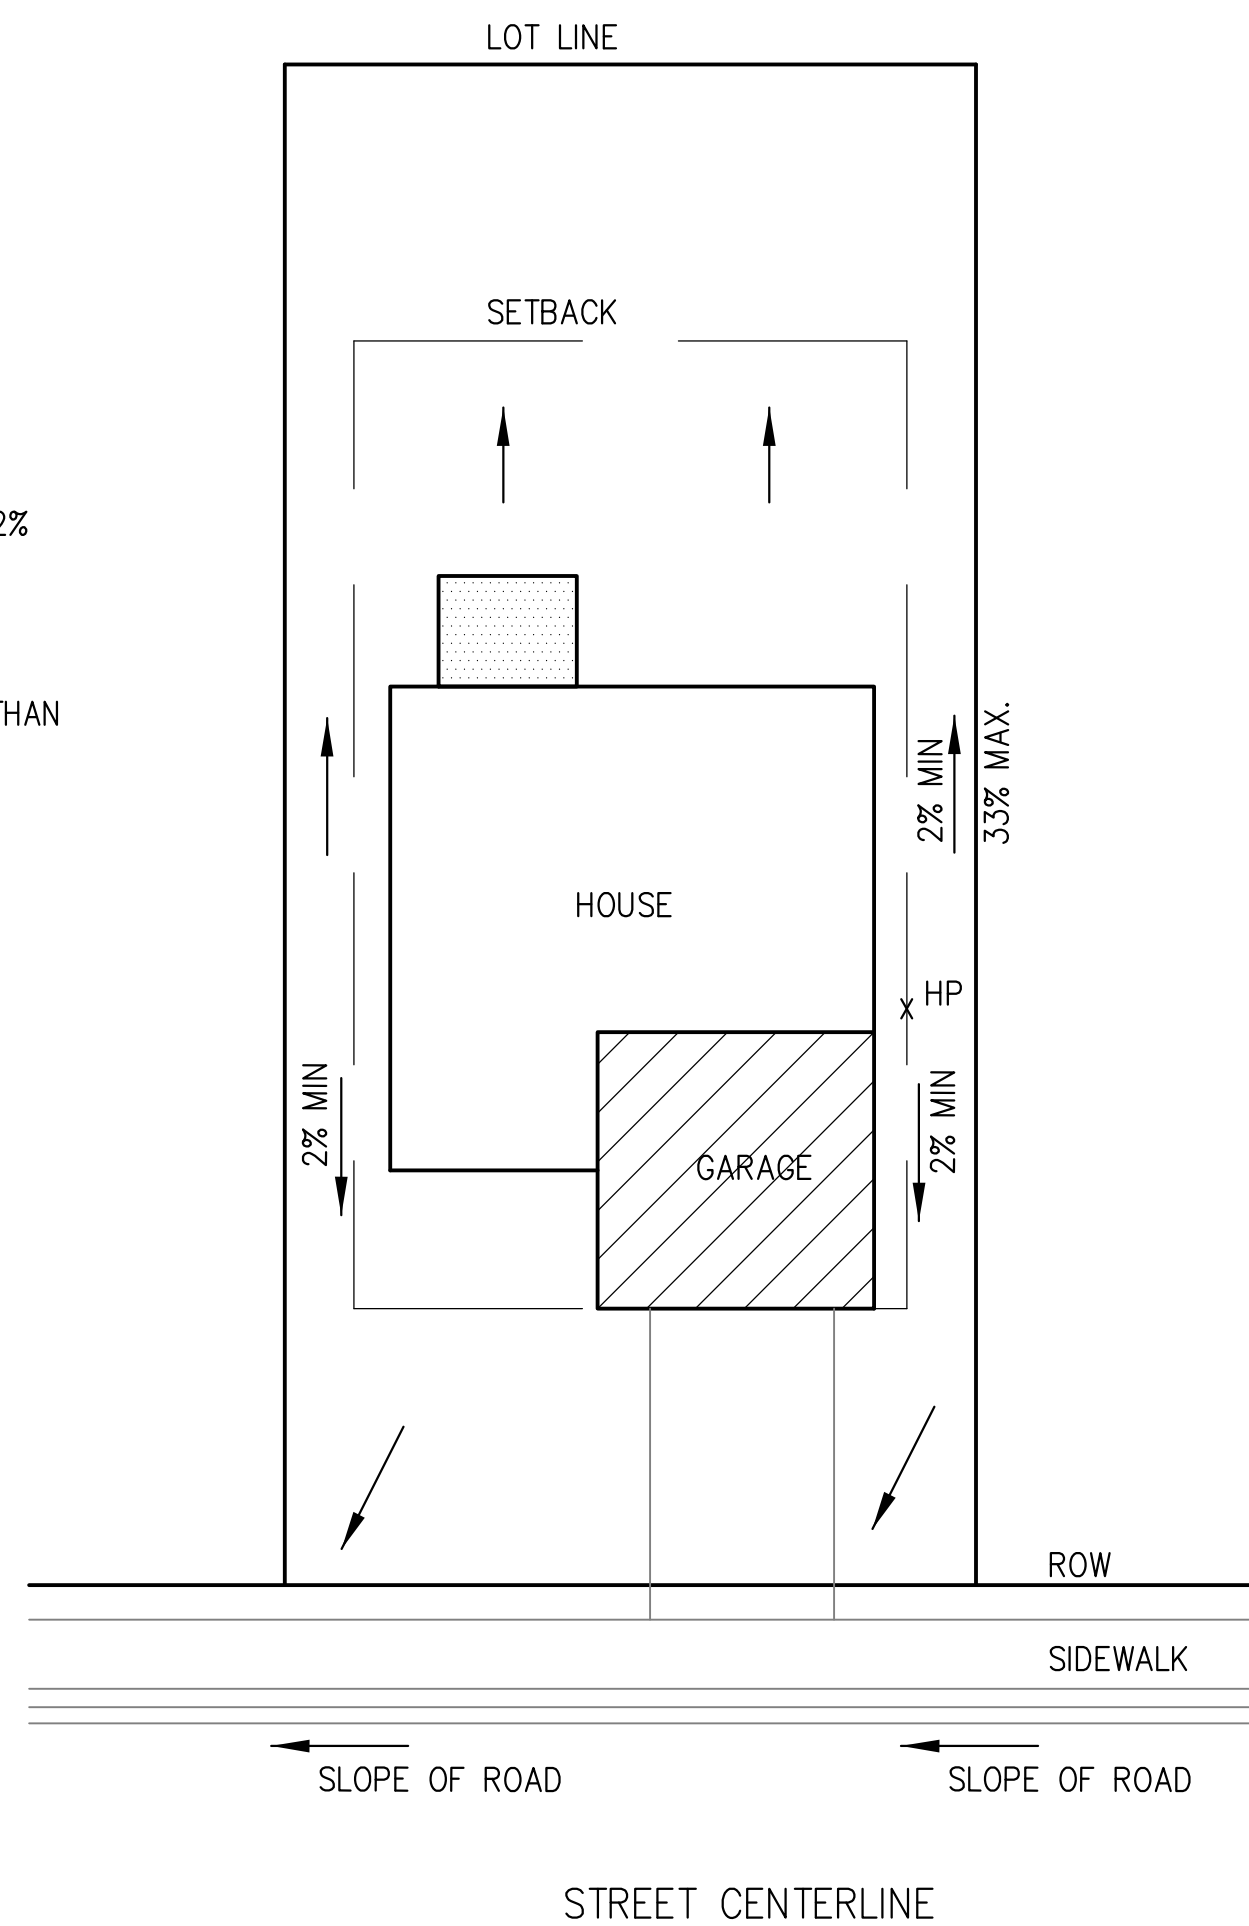 LOT LINE
SETBACK
2%
THAN
2% MIN
33% MAX.
HOUSE
HP
2% MIN
2% MIN
GARAGE
ROW
SIDEWALK
SLOPE OF ROAD
SLOPE OF ROAD
STREET CENTERLINE